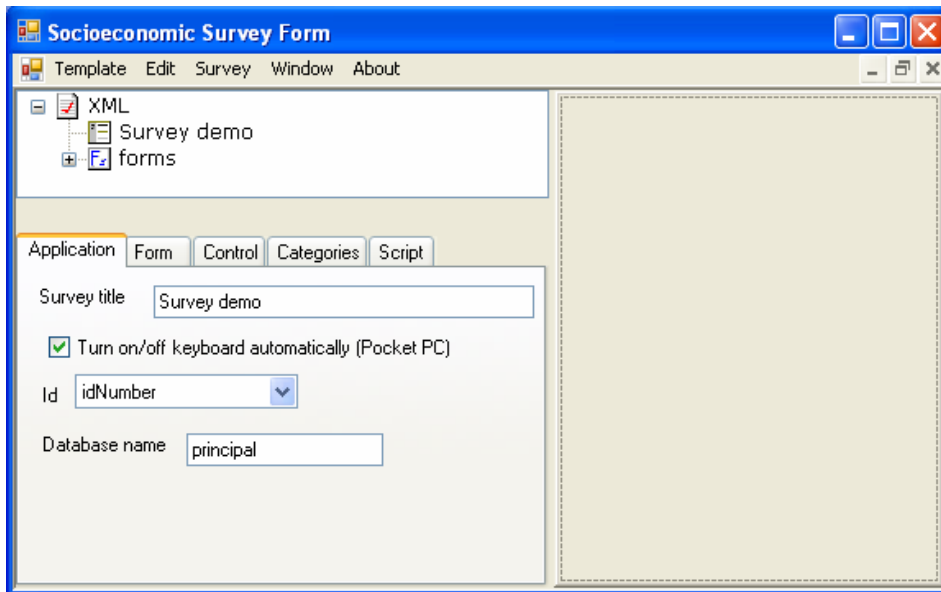 Socioeconomic Survey Form
Template Edit Survey Window About
XML
Survey demo
forms
Application Form Control Categories Script
Survey title Survey demo
Turn on/off keyboard automatically (Pocket PC)
Id idNumber
Database name principal